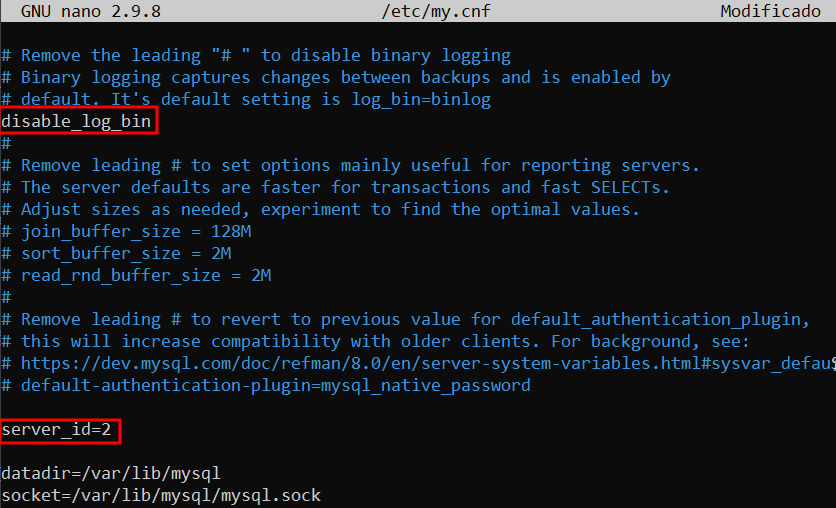 GNU nano 2.9.8 /etc/my.cnf Modificado
# Remove the leading "# " to disable binary logging
# Binary logging captures changes between backups and is enabled by
# default. It's default setting is log_bin=binlog
disable_log_bin
#
# Remove leading # to set options mainly useful for reporting servers.
# The server defaults are faster for transactions and fast SELECTs.
# Adjust sizes as needed, experiment to find the optimal values.
# join_buffer_size = 128M
# sort_buffer_size = 2M
# read_rnd_buffer_size = 2M
#
# Remove leading # to revert to previous value for default_authentication_plugin,
# this will increase compatibility with older clients. For background, see:
# https://dev.mysql.com/doc/refman/8.0/en/server-system-variables.html#sysvar_defau$
# default-authentication-plugin=mysql_native_password
server_id=2
datadir=/var/lib/mysql
socket=/var/lib/mysql/mysql.sock